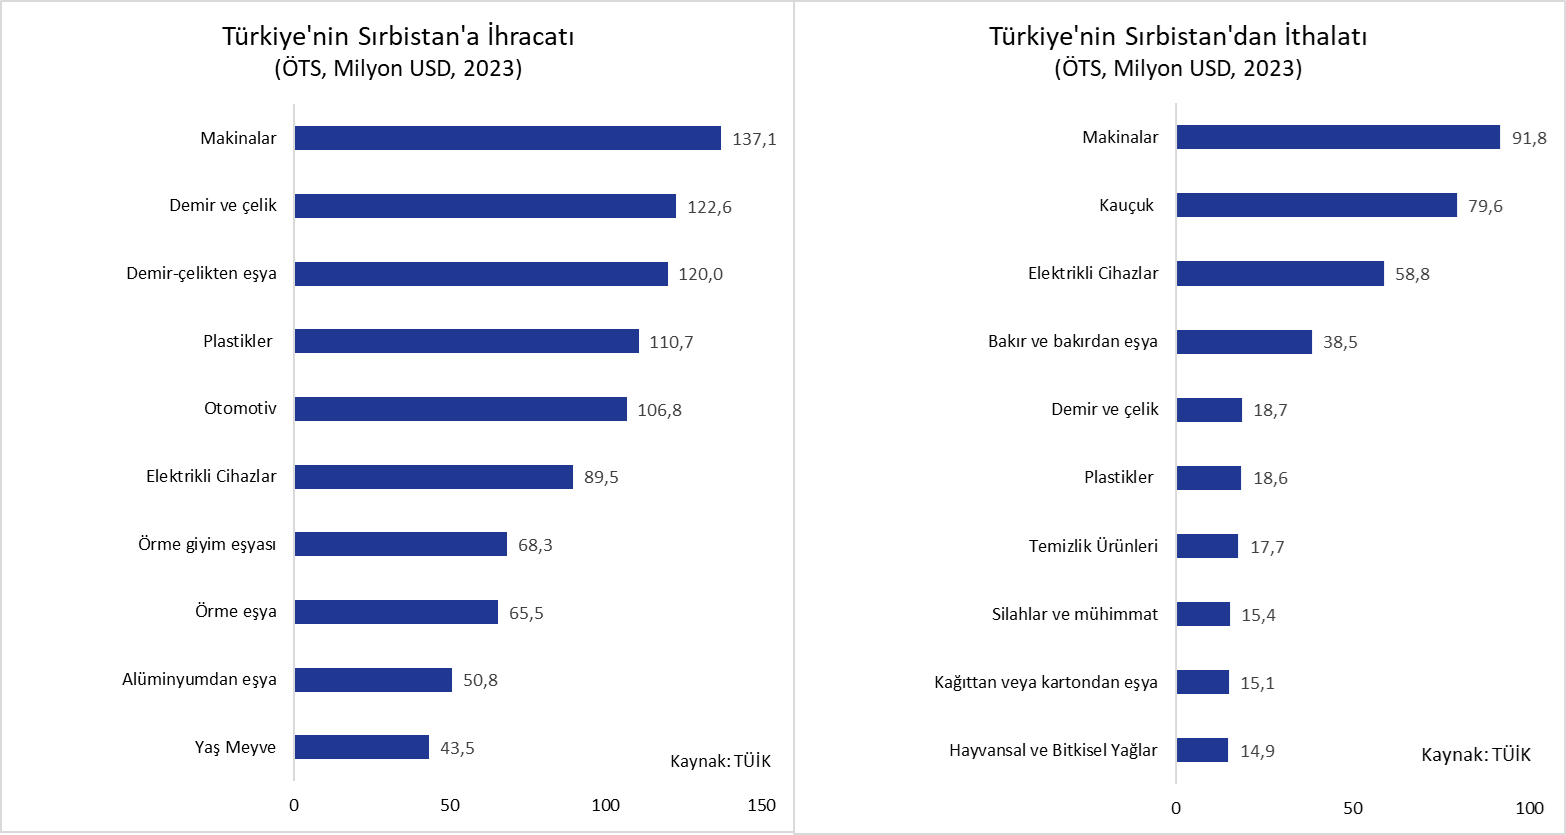 Türkiye'nin Sırbistan'a İhracatı
(ÖTS, Milyon USD, 2023)
Makinalar 137,1
Demir ve çelik 122,6
Demir-çelikten eşya 120,0
Plastikler 110,7
Otomotiv 106,8
Elektrikli Cihazlar 89,5
Örme giyim eşyası 68,3
Örme eşya 65,5
Alüminyumdan eşya 50,8
Yaş Meyve 43,5
Kaynak: TÜİK
0 50 100 150
Türkiye'nin Sırbistan'dan İthalatı
(ÖTS, Milyon USD, 2023)
Makinalar 91,8
Kauçuk 79,6
Elektrikli Cihazlar 58,8
Bakır ve bakırdan eşya 38,5
Demir ve çelik 18,7
Plastikler 18,6
Temizlik Ürünleri 17,7
Silahlar ve mühimmat 15,4
Kağıttan veya kartondan eşya 15,1
Hayvansal ve Bitkisel Yağlar 14,9
Kaynak: TÜİK
0 50 100